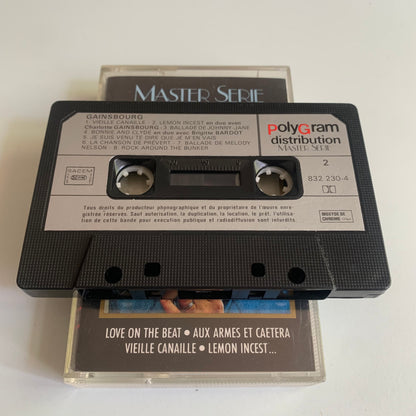 MASTER SERIE
GAINSBOURG
1. VIEILLE CANAILLE - 2. LEMON INCEST en duo avec
Charlotte GAINSBOURG - 3. BALLADE DE JOHNNY-JANE
4. BONNIE AND CLYDE en duo avec Brigitte BARDOT
5. JE SUIS VENU TE DIRE QUE JE M'EN VAIS
6. LA CHANSON DE PREVERT - 7. BALLADE DE MELODY
NELSON - 8. ROCK AROUND THE BUNKER
PolyGram
distribution
MASTER SERIE
2
832 230-4
SACEM
Tous droits du producteur phonographique et du propriétaire de l'œuvre enre-
gistrée réservés. Sauf autorisation, la duplication, la location, le prêt, l'utilisa-
tion de cette bande pour exécution publique et radiodiffusion sont interdits.
LOVE ON THE BEAT • AUX ARMES ET CAETERA
VIEILLE CANAILLE • LEMON INCEST...